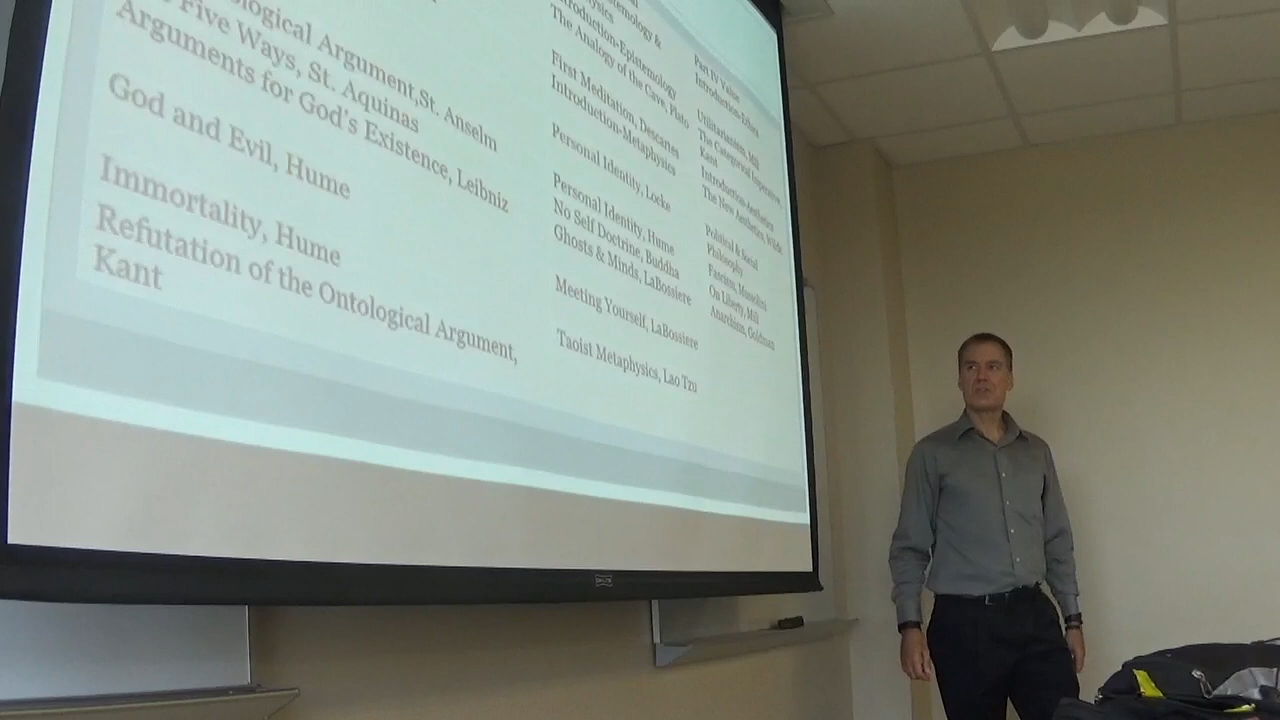 ological Argument,St. Anselm
Five Ways, St. Aquinas
Arguments for God's Existence, Leibniz
God and Evil, Hume
Immortality, Hume
Refutation of the Ontological Argument,
Kant
temology &
ysics
roduction-Epistemology
The Analogy of the Cave, Plato
First Meditation, Descartes
Introduction-Metaphysics
Personal Identity, Locke
Personal Identity, Hume
No Self Doctrine, Buddha
Ghosts & Minds, LaBossiere
Meeting Yourself, LaBossiere
Taoist Metaphysics, Lao Tzu
Part IV Value
Introduction-Ethics
Utilitarianism, Mill
The Categorical Imperative,
Kant
Introduction-Aesthetics
The New Aesthetics, Wilde
Political & Social
Philosophy
Fascism, Mussolini
On Liberty, Mill
Anarchism, Goldman